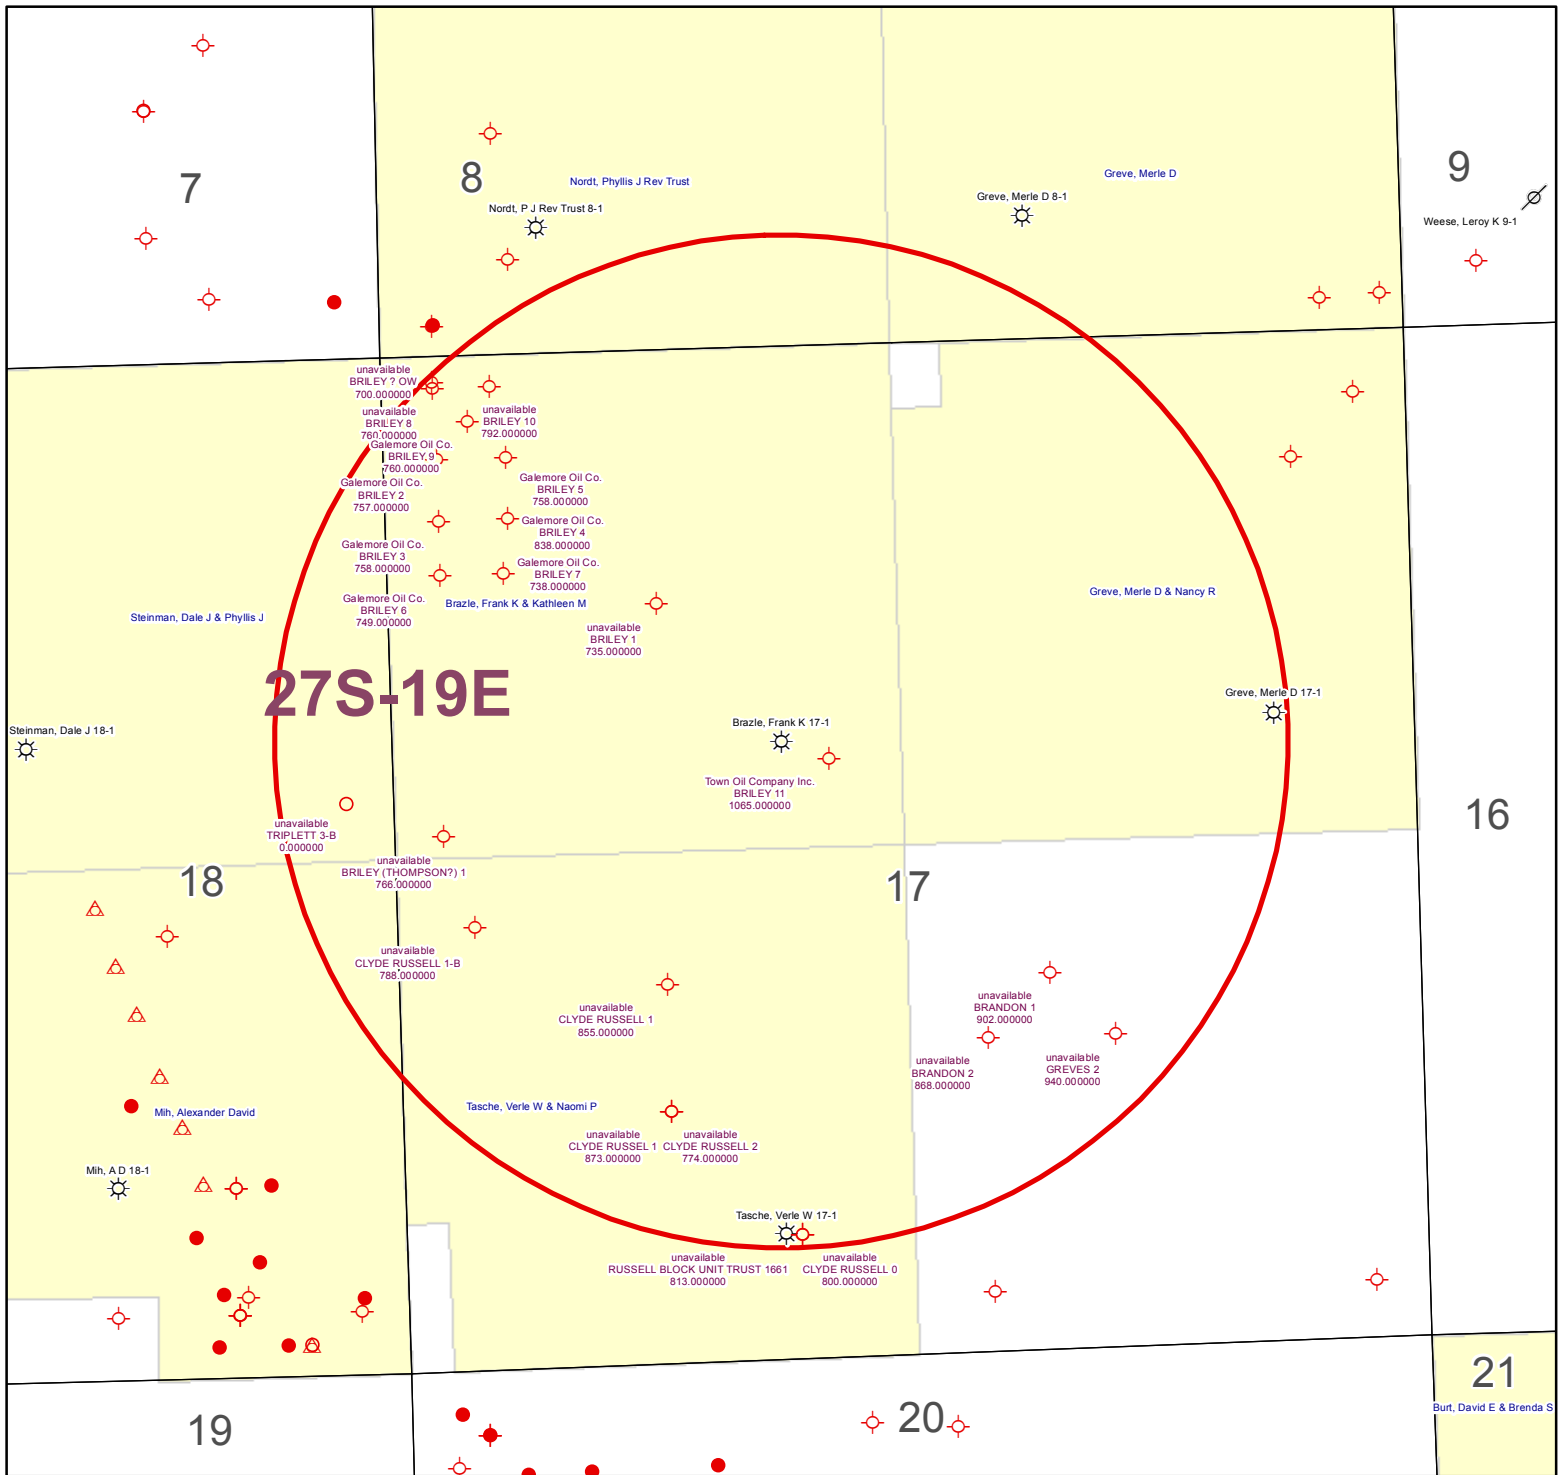 7
8
9
Nordt, Phyllis J Rev Trust
Greve, Merle D
Nordt, P J Rev Trust 8-1
Greve, Merle D 8-1
Weese, Leroy K 9-1
unavailable
BRILEY ? OW
700.000000
unavailable
BRILEY 8
760.000000
unavailable
BRILEY 10
792.000000
Galemore Oil Co.
BRILEY 9
760.000000
Galemore Oil Co.
BRILEY 2
757.000000
Galemore Oil Co.
BRILEY 5
758.000000
Galemore Oil Co.
BRILEY 4
838.000000
Galemore Oil Co.
BRILEY 3
758.000000
Galemore Oil Co.
BRILEY 7
738.000000
Galemore Oil Co.
BRILEY 6
749.000000
Brazle, Frank K & Kathleen M
Greve, Merle D & Nancy R
Steinman, Dale J & Phyllis J
unavailable
BRILEY 1
735.000000
27S-19E
Greve, Merle D 17-1
Steinman, Dale J 18-1
Brazle, Frank K 17-1
Town Oil Company Inc.
BRILEY 11
1065.000000
16
unavailable
TRIPLETT 3-B
0.000000
unavailable
BRILEY (THOMPSON?) 1
766.000000
18
17
unavailable
CLYDE RUSSELL 1-B
788.000000
unavailable
CLYDE RUSSELL 1
855.000000
unavailable
BRANDON 1
902.000000
unavailable
BRANDON 2
868.000000
unavailable
GREVES 2
940.000000
Mih, Alexander David
Tasche, Verle W & Naomi P
unavailable
CLYDE RUSSEL 1
873.000000
unavailable
CLYDE RUSSELL 2
774.000000
Mih, A D 18-1
Tasche, Verle W 17-1
unavailable
RUSSELL BLOCK UNIT TRUST 1661
813.000000
unavailable
CLYDE RUSSELL 0
800.000000
21
Burt, David E & Brenda S
19
20